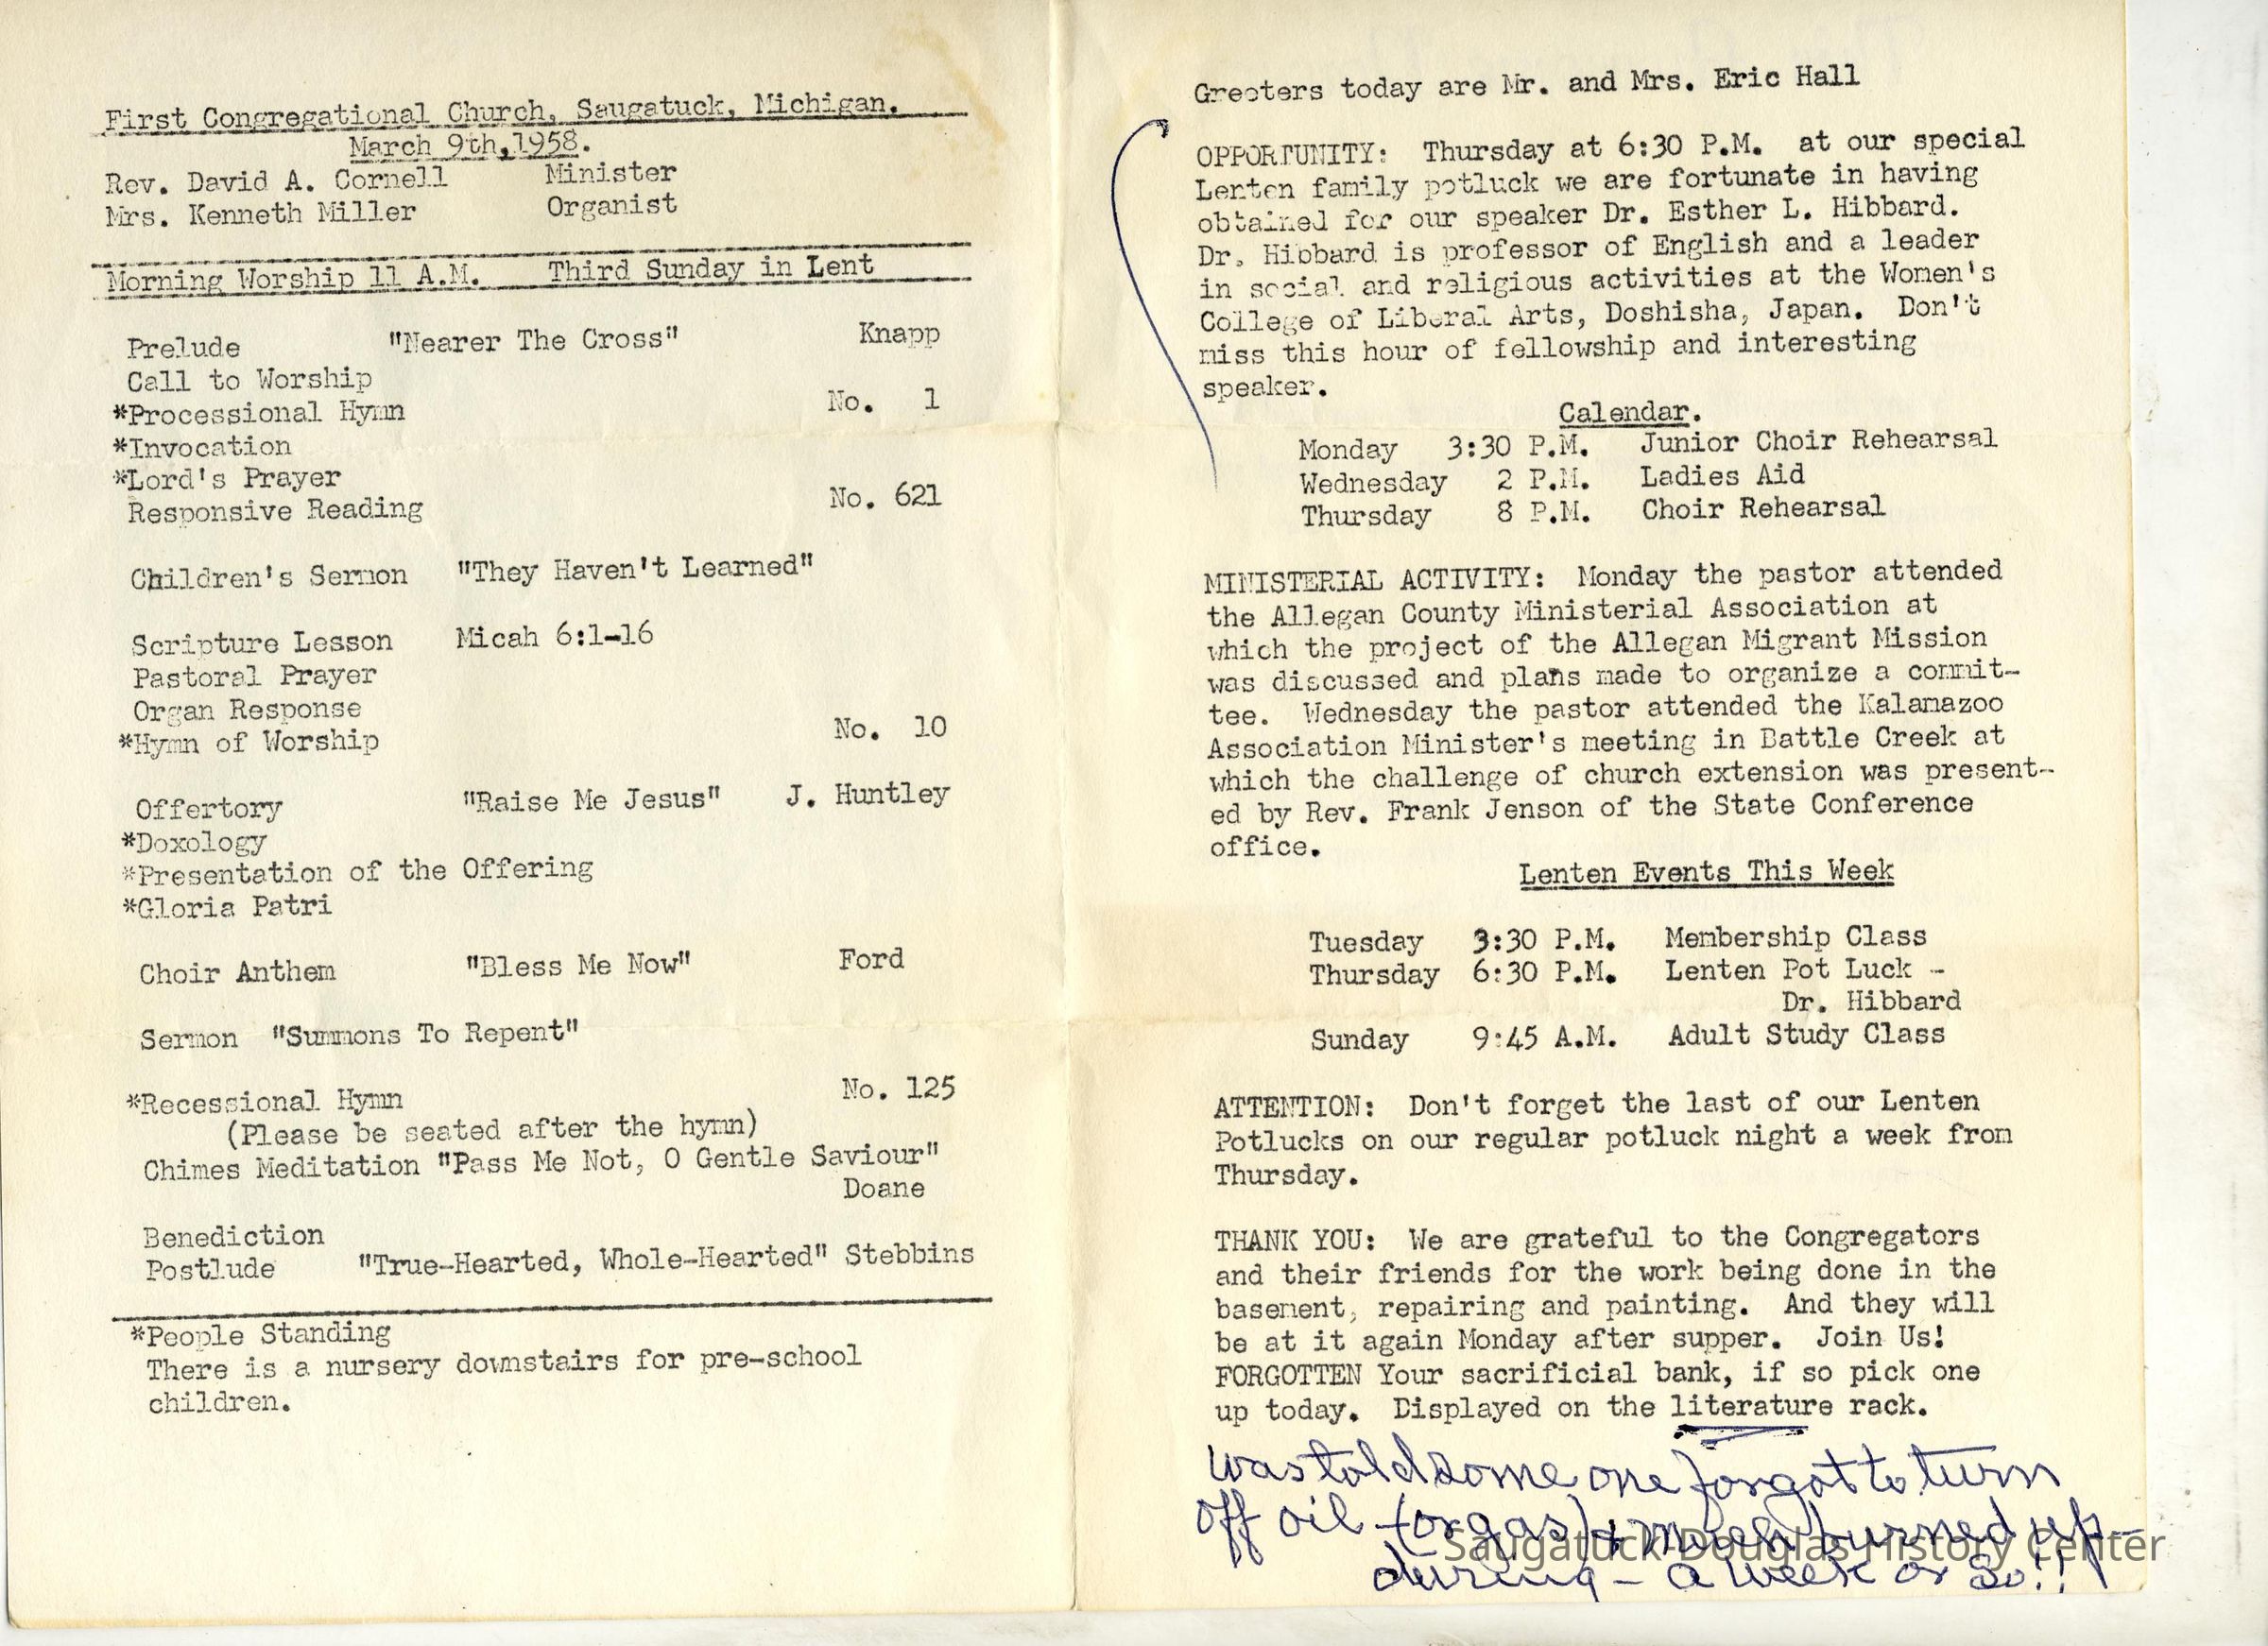 First Congregational Church, Saugatuck, Michigan.
March 9th,1958.
Rev. David A. Cornell Minister
Mrs. Kenneth Miller Organist
Morning Worship 11 A.M. Third Sunday in Lent
Prelude "Nearer The Cross" Knapp
Call to Worship
*Processional Hymn No. 1
*Invocation
*Lord's Prayer
Responsive Reading No. 621
Children's Sermon "They Haven't Learned"
Scripture Lesson Micah 6:1-16
Pastoral Prayer
Organ Response
*Hymn of Worship No. 10
Offertory "Raise Me Jesus" J. Huntley
*Doxology
*Presentation of the Offering
*Gloria Patri
Choir Anthem "Bless Me Now" Ford
Sermon "Summons To Repent"
*Recessional Hymn No. 125
(Please be seated after the hymn)
Chimes Meditation "Pass Me Not, O Gentle Saviour"
Doane
Benediction
Postlude "True-Hearted, Whole-Hearted" Stebbins
*People Standing
There is a nursery downstairs for pre-school
children.
Greeters today are Mr. and Mrs. Eric Hall
OPPORTUNITY: Thursday at 6:30 P.M. at our special
Lenten family potluck we are fortunate in having
obtained for our speaker Dr. Esther L. Hibbard.
Dr. Hibbard is professor of English and a leader
in social and religious activities at the Women's
College of Liberal Arts, Doshisha, Japan. Don't
miss this hour of fellowship and interesting
speaker.
Calendar.
Monday 3:30 P.M. Junior Choir Rehearsal
Wednesday 2 P.M. Ladies Aid
Thursday 8 P.M. Choir Rehearsal
MINISTERIAL ACTIVITY: Monday the pastor attended
the Allegan County Ministerial Association at
which the project of the Allegan Migrant Mission
was discussed and plans made to organize a commit-
tee. Wednesday the pastor attended the Kalamazoo
Association Minister's meeting in Battle Creek at
which the challenge of church extension was present-
ed by Rev. Frank Jenson of the State Conference
office.
Lenten Events This Week
Tuesday 3:30 P.M. Membership Class
Thursday 6:30 P.M. Lenten Pot Luck -
Dr. Hibbard
Sunday 9:45 A.M. Adult Study Class
ATTENTION: Don't forget the last of our Lenten
Potlucks on our regular potluck night a week from
Thursday.
THANK YOU: We are grateful to the Congregators
and their friends for the work being done in the
basement, repairing and painting. And they will
be at it again Monday after supper. Join Us!
FORGOTTEN Your sacrificial bank, if so pick one
up today. Displayed on the literature rack.
was told some one forgot to turn
off oil (or gas) & much burned up -
during - a week or so!!
Saugatuck-Douglas History Center